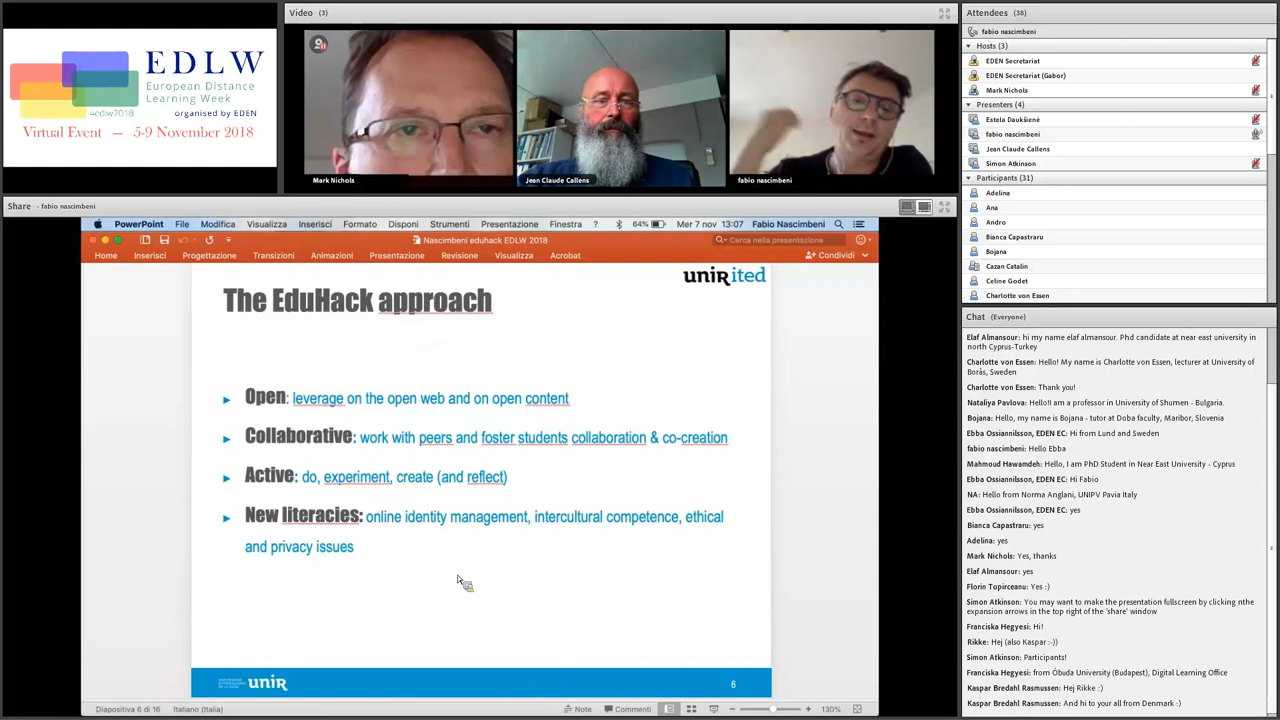 EDLW
European Distance
Learning Week
#edlw2018
organised by EDEN
Virtual Event — 5-9 November 2018
Video (3)
Mark Nichols
Jean Claude Callens
fabio nascimbeni
Attendees (38)
fabio nascimbeni
Hosts (3)
EDEN Secretariat
EDEN Secretariat (Gabor)
Mark Nichols
Presenters (4)
Estela Daukšienė
fabio nascimbeni
Jean Claude Callens
Simon Atkinson
Participants (31)
Adelina
Ana
Andro
Bianca Capastraru
Bojana
Cazan Catalin
Celine Godet
Charlotte von Essen
Share - fabio nascimbeni
PowerPoint File Modifica Visualizza Inserisci Formato Disponi Strumenti Presentazione Finestra ? 64% Mer 7 nov 13:07 Fabio Nascimbeni
Nascimbeni eduhack EDLW 2018
Cerca nella presentazione
Home Inserisci Progettazione Transizioni Animazioni Presentazione Revisione Visualizza Acrobat Condividi
uniRited
The EduHack approach
Open: leverage on the open web and on open content
Collaborative: work with peers and foster students collaboration & co-creation
Active: do, experiment, create (and reflect)
New literacies: online identity management, intercultural competence, ethical
and privacy issues
unir
6
Diapositiva 6 di 16 Italiano (Italia) Note Commenti 130%
Chat (Everyone)
Elaf Almansour: hi my name elaf almansour. Phd candidate at near east university in
north Cyprus-Turkey
Charlotte von Essen: Hello! My name is Charlotte von Essen, lecturer at University of
Borås, Sweden
Charlotte von Essen: Thank you!
Nataliya Pavlova: Hello!I am a professor in University of Shumen - Bulgaria.
Bojana: Hello, my name is Bojana - tutor at Doba faculty, Maribor, Slovenia
Ebba Ossiannilsson, EDEN EC: Hi from Lund and Sweden
fabio nascimbeni: Hello Ebba
Mahmoud Hawamdeh: Hello, I am PhD Student in Near East University - Cyprus
Ebba Ossiannilsson, EDEN EC: Hi Fabio
NA: Hello from Norma Anglani, UNIPV Pavia Italy
Ebba Ossiannilsson, EDEN EC: yes
Bianca Capastraru: yes
Adelina: yes
Mark Nichols: Yes, thanks
Elaf Almansour: yes
Florin Topirceanu: Yes :)
Simon Atkinson: You may want to make the presentation fullscreen by clicking nthe
expansion arrows in the top right of the 'share' window
Franciska Hegyesi: Hi!
Rikke: Hej (also Kaspar :-))
Simon Atkinson: Participants!
Franciska Hegyesi: from Óbuda University (Budapest), Digital Learning Office
Kaspar Bredahl Rasmussen: Hej Rikke :)
Kaspar Bredahl Rasmussen: And hi to your all from Denmark :)